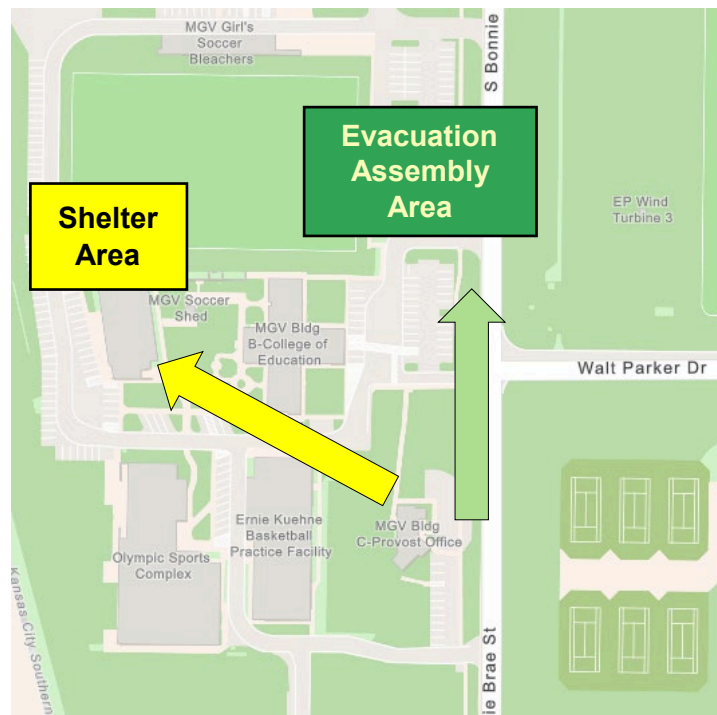 MGV Girl's
Soccer
Bleachers
S Bonnie
Evacuation
Assembly
Area
EP Wind
Turbine 3
Shelter
Area
MGV Soccer
Shed
MGV Bldg
B-College of
Education
Walt Parker Dr
Ernie Kuehne
Basketball
Practice Facility
MGV Bldg
C-Provost Office
Olympic Sports
Complex
Kansas City Southern
ie Brae St